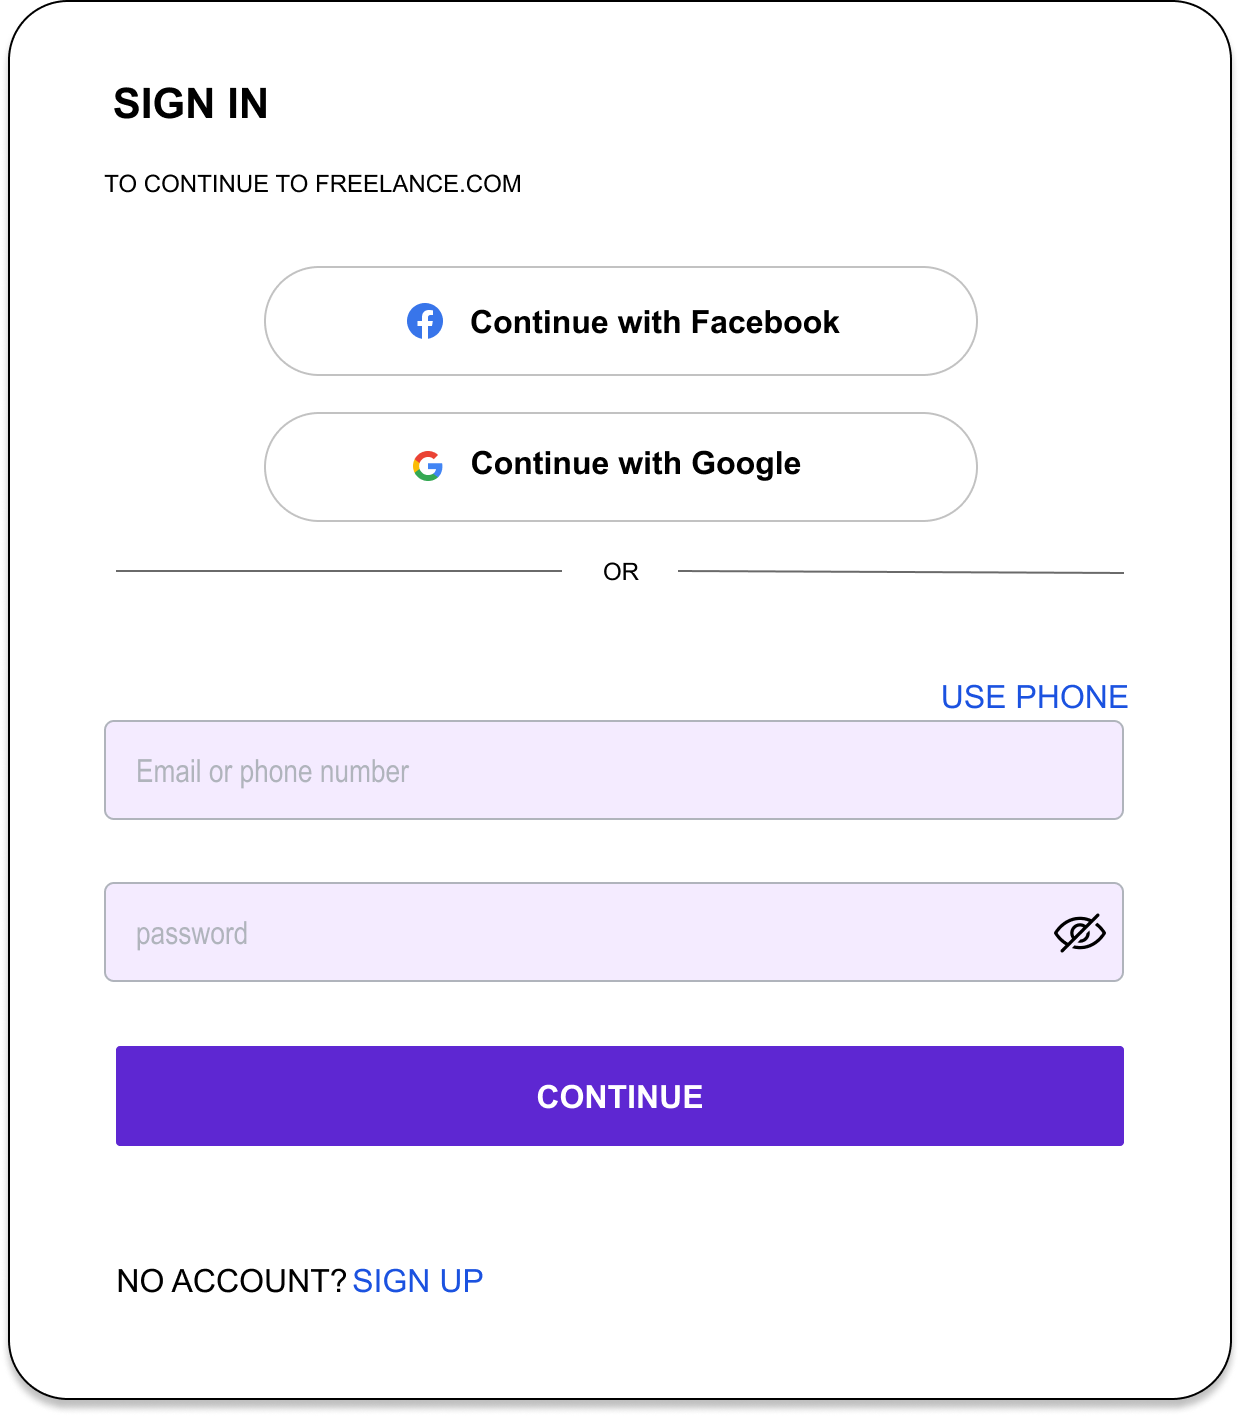 SIGN IN
TO CONTINUE TO FREELANCE.COM
Continue with Facebook
Continue with Google
OR
USE PHONE
Email or phone number
password
CONTINUE
NO ACCOUNT? SIGN UP